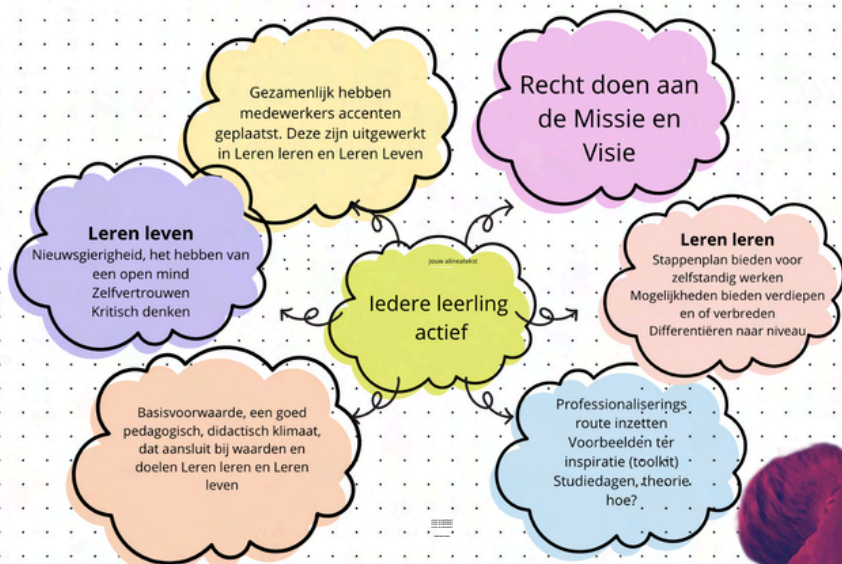 Gezamenlijk hebben
medewerkers accenten
geplaatst. Deze zijn uitgewerkt
in Leren leren en Leren Leven
Recht doen aan
de Missie en
Visie
Leren leven
Nieuwsgierigheid, het hebben van
een open mind
Zelfvertrouwen
Kritisch denken
Jouw alineatekst
Iedere leerling
actief
Leren leren
Stappenplan bieden voor
zelfstandig werken
Mogelijkheden bieden verdiepen
en of verbreden
Differentiëren naar niveau
Basisvoorwaarde, een goed
pedagogisch, didactisch klimaat,
dat aansluit bij waarden en
doelen Leren leren en Leren
leven
Professionaliserings
route inzetten
Voorbeelden ter
inspiratie (toolkit)
Studiedagen, theorie
hoe?